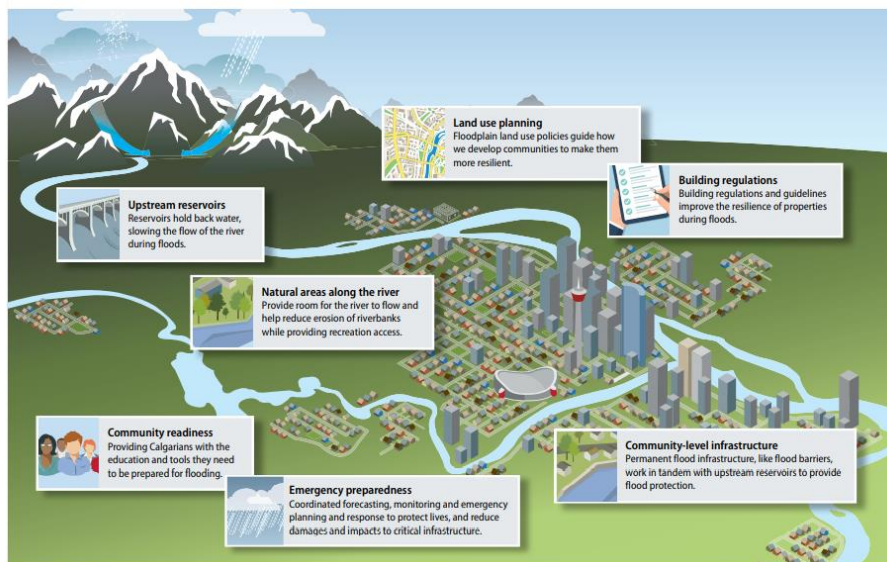 Land use planning
Floodplain land use policies guide how
we develop communities to make them
more resilient.
Building regulations
Building regulations and guidelines
improve the resilience of properties
during floods.
Upstream reservoirs
Reservoirs hold back water,
slowing the flow of the river
during floods.
Natural areas along the river
Provide room for the river to flow and
help reduce erosion of riverbanks
while providing recreation access.
Community readiness
Providing Calgarians with the
education and tools they need
to be prepared for flooding.
Community-level infrastructure
Permanent flood infrastructure, like flood barriers,
work in tandem with upstream reservoirs to provide
flood protection.
Emergency preparedness
Coordinated forecasting, monitoring and emergency
planning and response to protect lives, and reduce
damages and impacts to critical infrastructure.